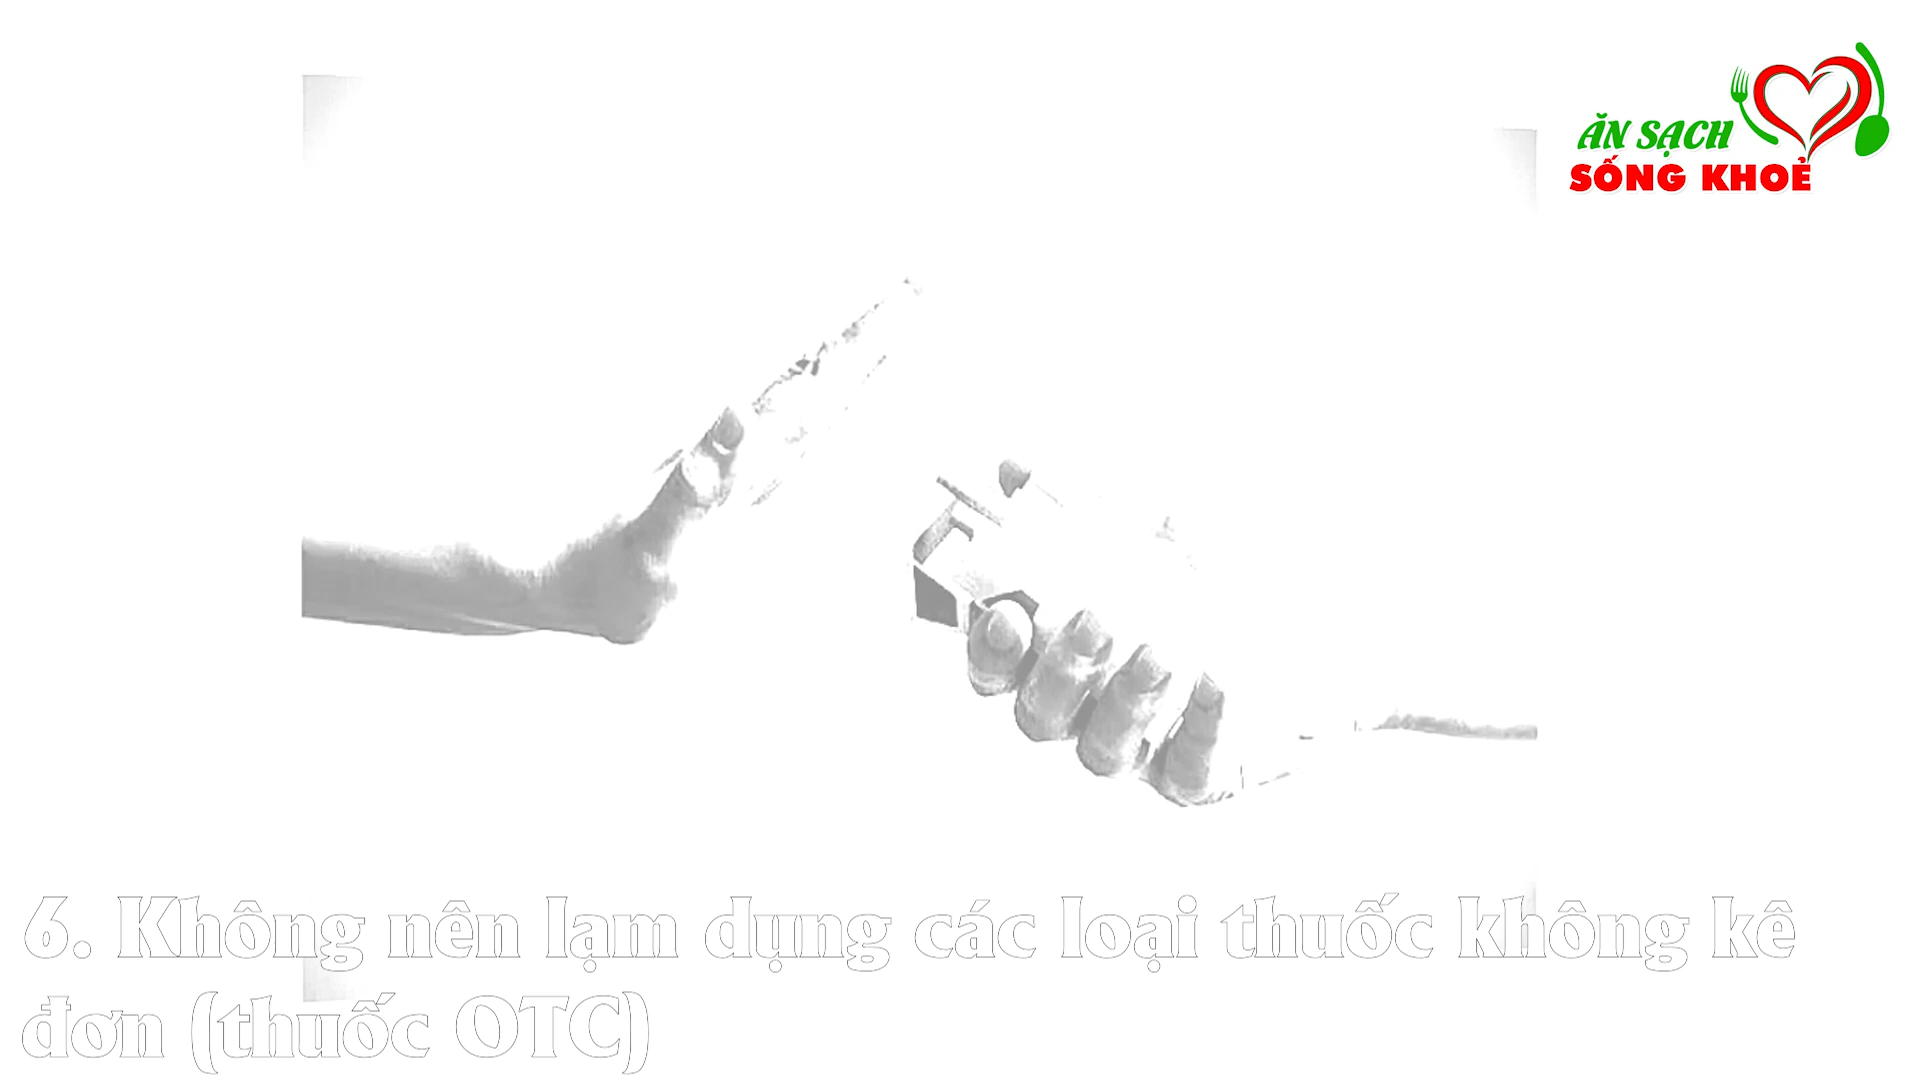 ĂN SẠCH
SỐNG KHOẺ
6. Không nên lạm dụng các loại thuốc không kê
đơn (thuốc OTC)